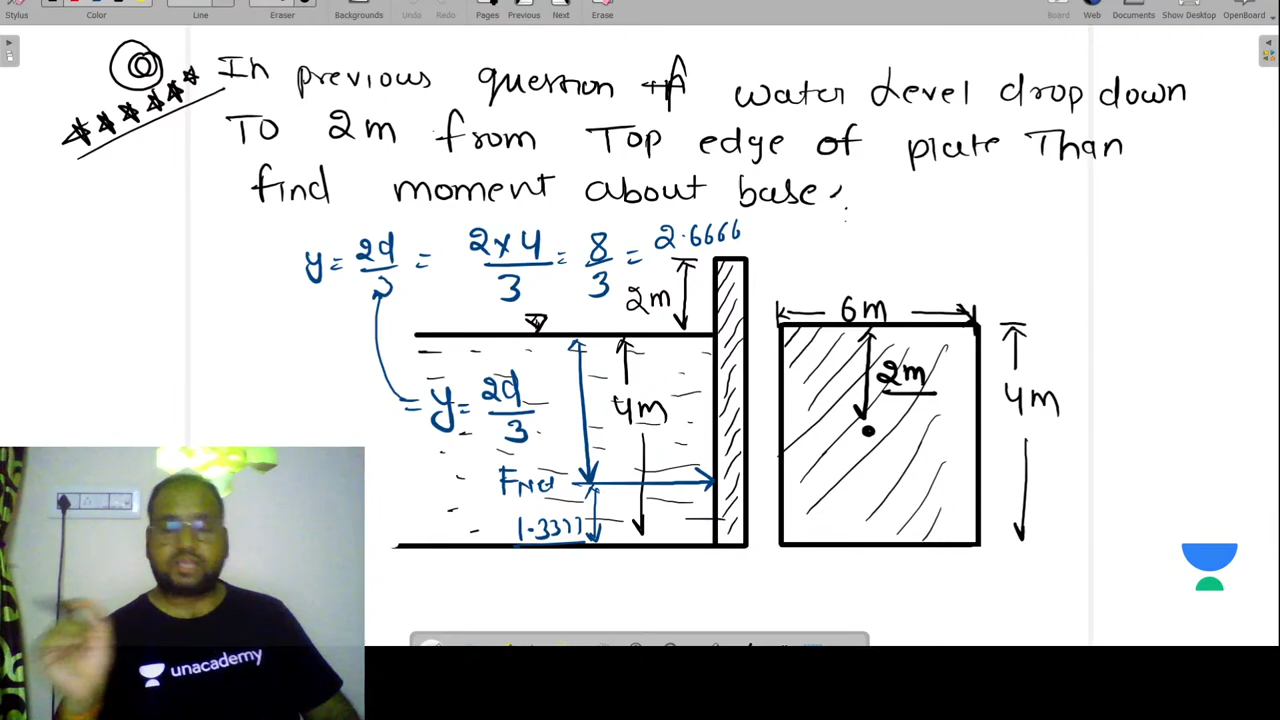 Stylus
Color
Line
Eraser
Backgrounds
Undo
Redo
Pages
Previous
Next
Erase
Board
Web
Documents
Show Desktop
OpenBoard
In previous question if water level drop down
To 2m from Top edge of plate Than
find moment about base.
y = 2d/3 = 2×4/3 = 8/3 = 2.6666
2m
6m
= y = 2d/3
4m
2m
4m
1.3377
unacademy